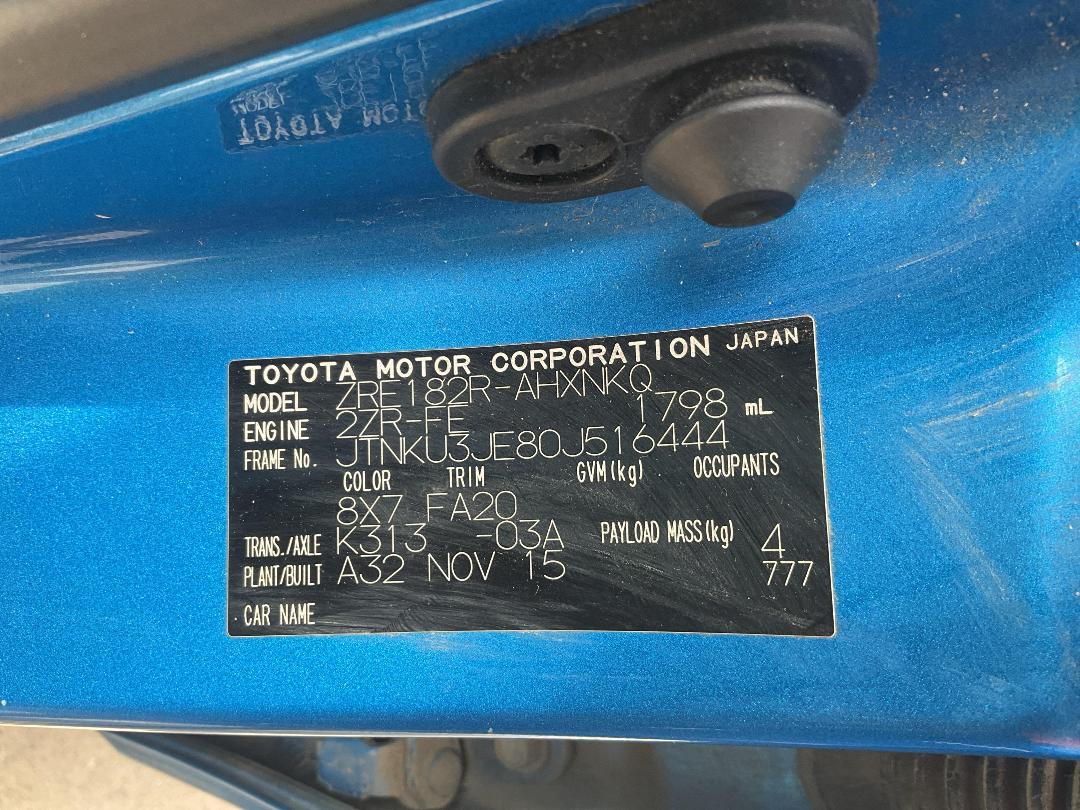 TOYOTA MOTOR CORPORATION JAPAN
MODEL ZRE182R-AHXNKQ
ENGINE 2ZR-FE 1798 mL
FRAME No. JTNKU3JE80J516444
COLOR TRIM GVM(kg) OCCUPANTS
8X7 FA20
TRANS./AXLE K313 -03A PAYLOAD MASS(kg) 4
PLANT/BUILT A32 NOV 15 777
CAR NAME